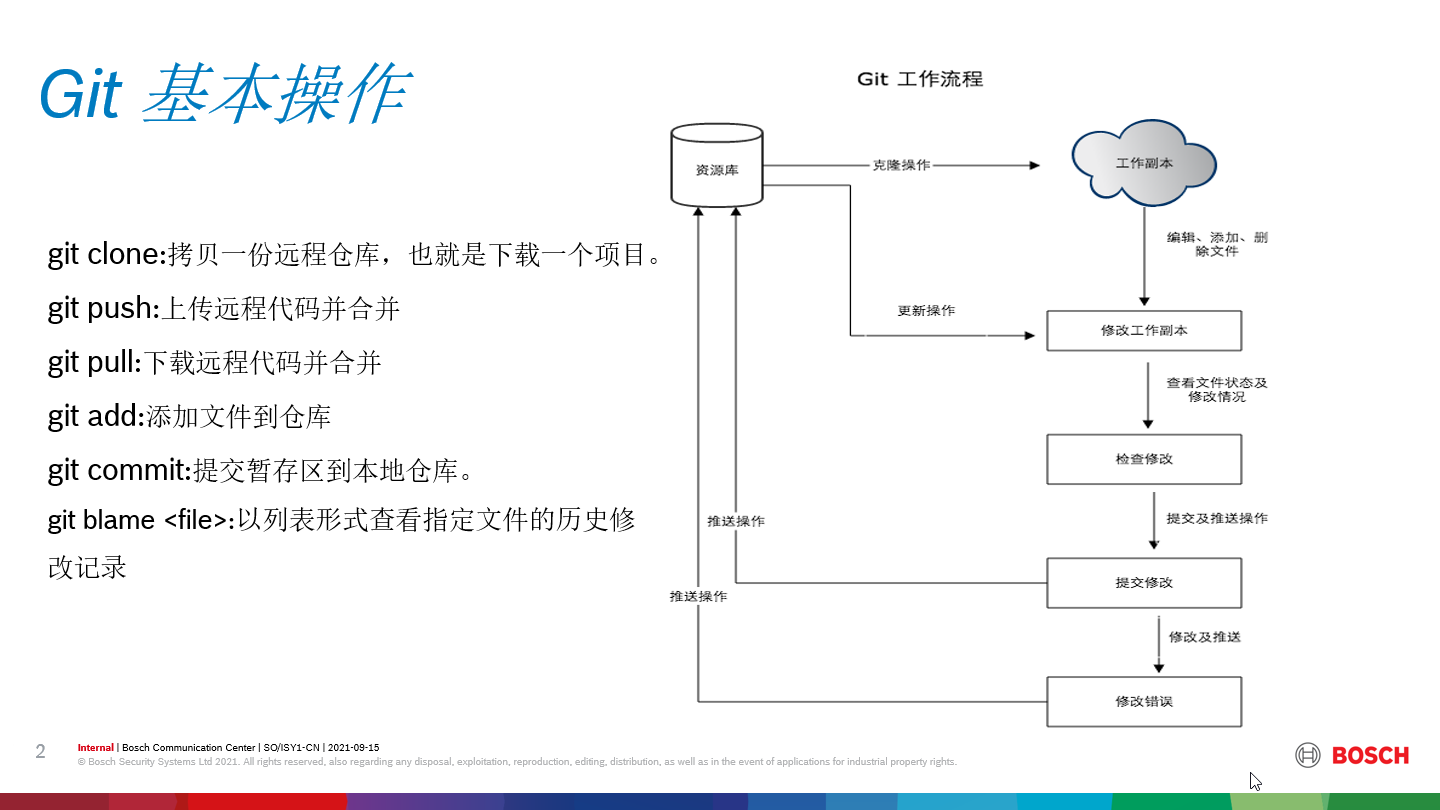 Git 基本操作
git clone:拷贝一份远程仓库，也就是下载一个项目。
git push:上传远程代码并合并
git pull:下载远程代码并合并
git add:添加文件到仓库
git commit:提交暂存区到本地仓库。
git blame <file>:以列表形式查看指定文件的历史修
改记录
Git 工作流程
资源库
克隆操作
工作副本
编辑、添加、删
除文件
更新操作
修改工作副本
查看文件状态及
修改情况
检查修改
推送操作
提交及推送操作
提交修改
推送操作
修改及推送
修改错误
2
Internal | Bosch Communication Center | SO/ISY1-CN | 2021-09-15
© Bosch Security Systems Ltd 2021. All rights reserved, also regarding any disposal, exploitation, reproduction, editing, distribution, as well as in the event of applications for industrial property rights.
BOSCH